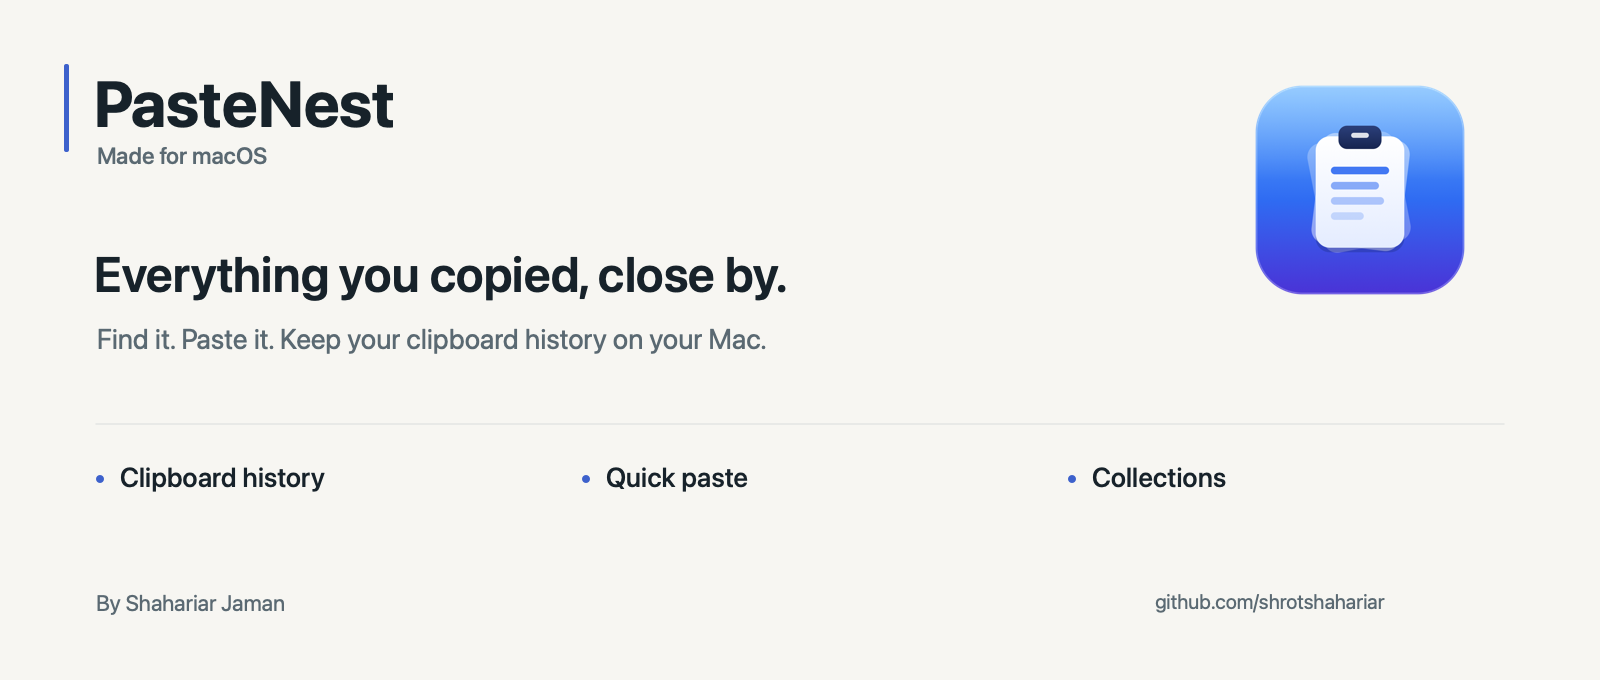 PasteNest
Made for macOS
Everything you copied, close by.
Find it. Paste it. Keep your clipboard history on your Mac.
Clipboard history
Quick paste
Collections
By Shahariar Jaman
github.com/shrotshahariar